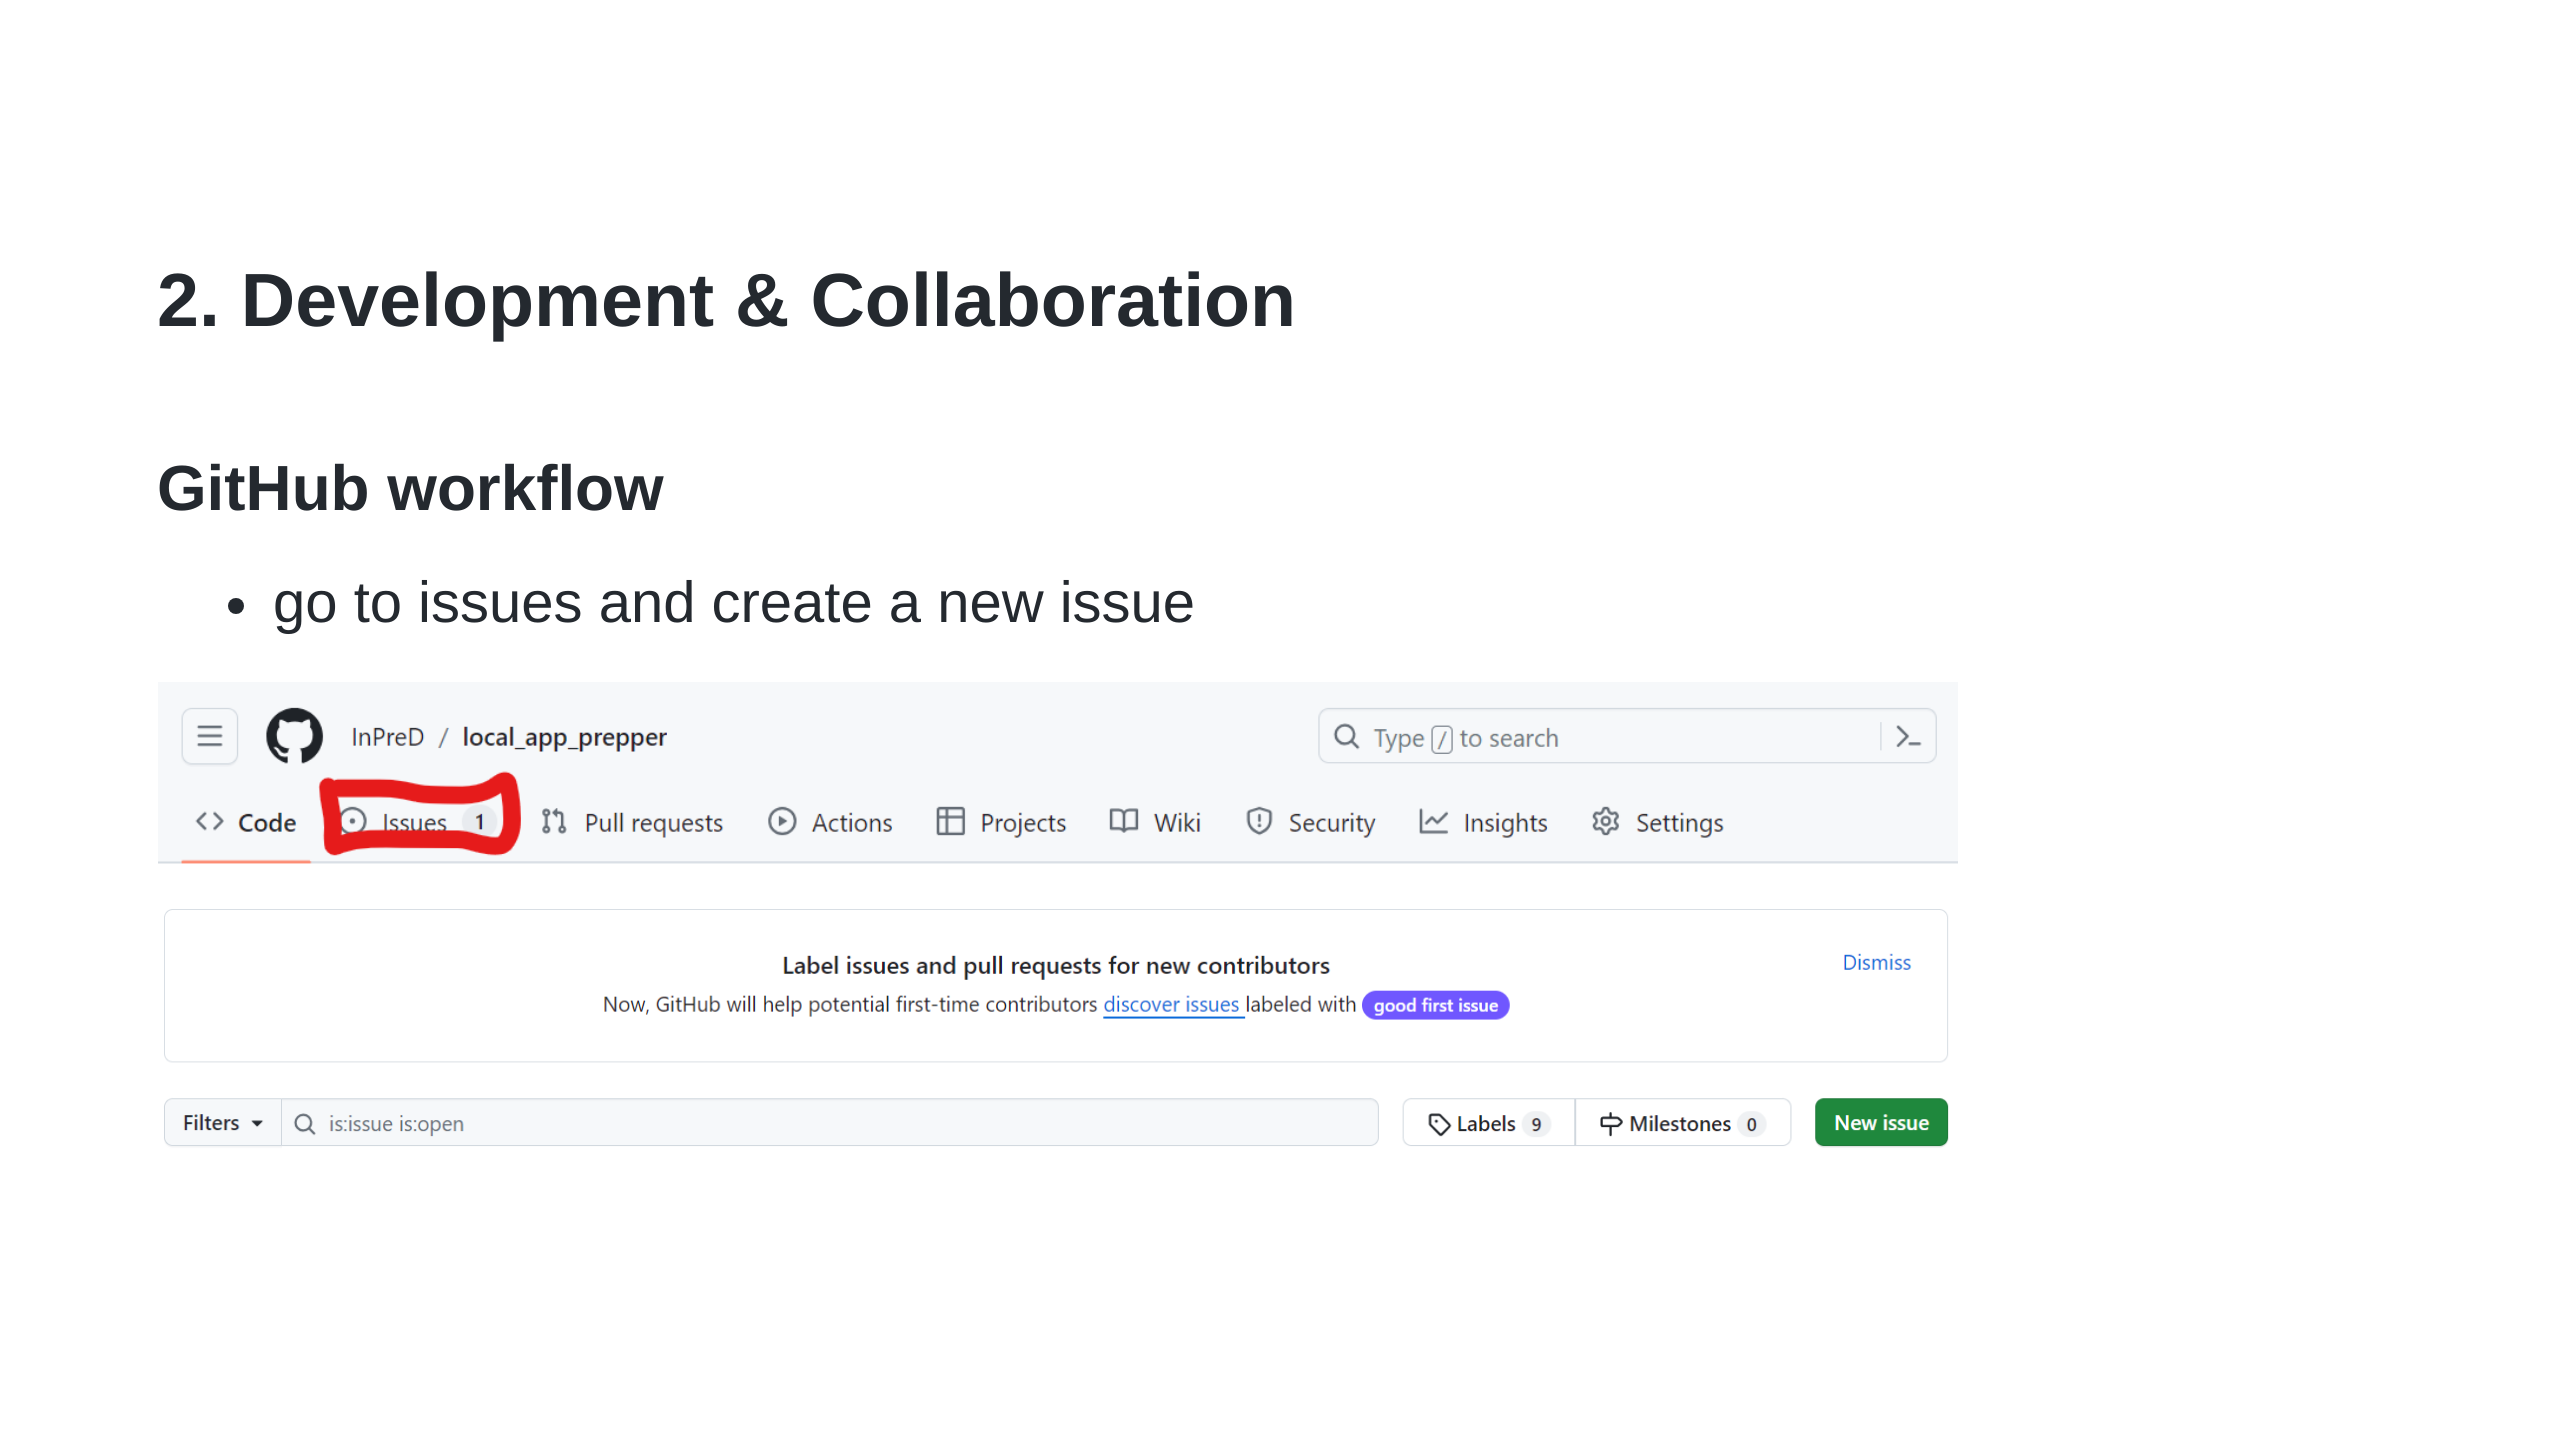 2. Development & Collaboration
GitHub workflow
• go to issues and create a new issue
InPreD / local_app_prepper
Type / to search
Code Issues 1 Pull requests Actions Projects Wiki Security Insights Settings
Label issues and pull requests for new contributors
Dismiss
Now, GitHub will help potential first-time contributors discover issues labeled with good first issue
Filters is:issue is:open Labels 9 Milestones 0 New issue